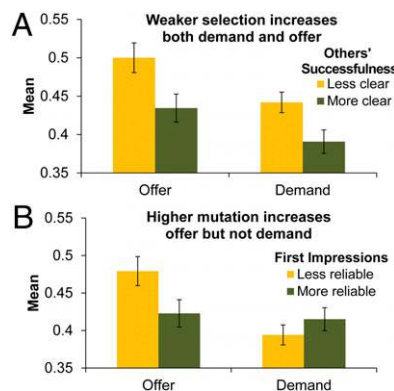 A
Weaker selection increases
both demand and offer
Others'
Successfulness
Less clear
More clear
Mean
0.55
0.5
0.45
0.4
0.35
Offer
Demand
B
Higher mutation increases
offer but not demand
First Impressions
Less reliable
More reliable
Mean
0.55
0.5
0.45
0.4
0.35
Offer
Demand